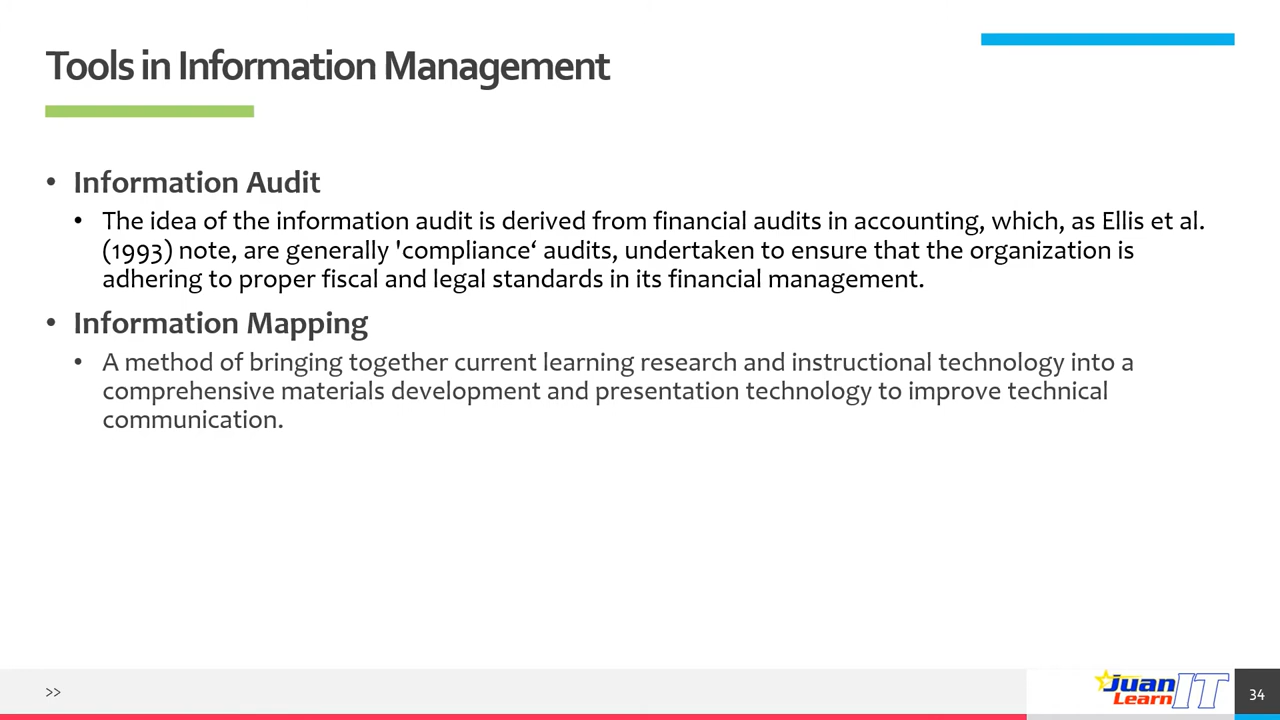 Tools in Information Management
• Information Audit
• The idea of the information audit is derived from financial audits in accounting, which, as Ellis et al.
(1993) note, are generally 'compliance‘ audits, undertaken to ensure that the organization is
adhering to proper fiscal and legal standards in its financial management.
• Information Mapping
• A method of bringing together current learning research and instructional technology into a
comprehensive materials development and presentation technology to improve technical
communication.
>>
Juan
Learn IT
34